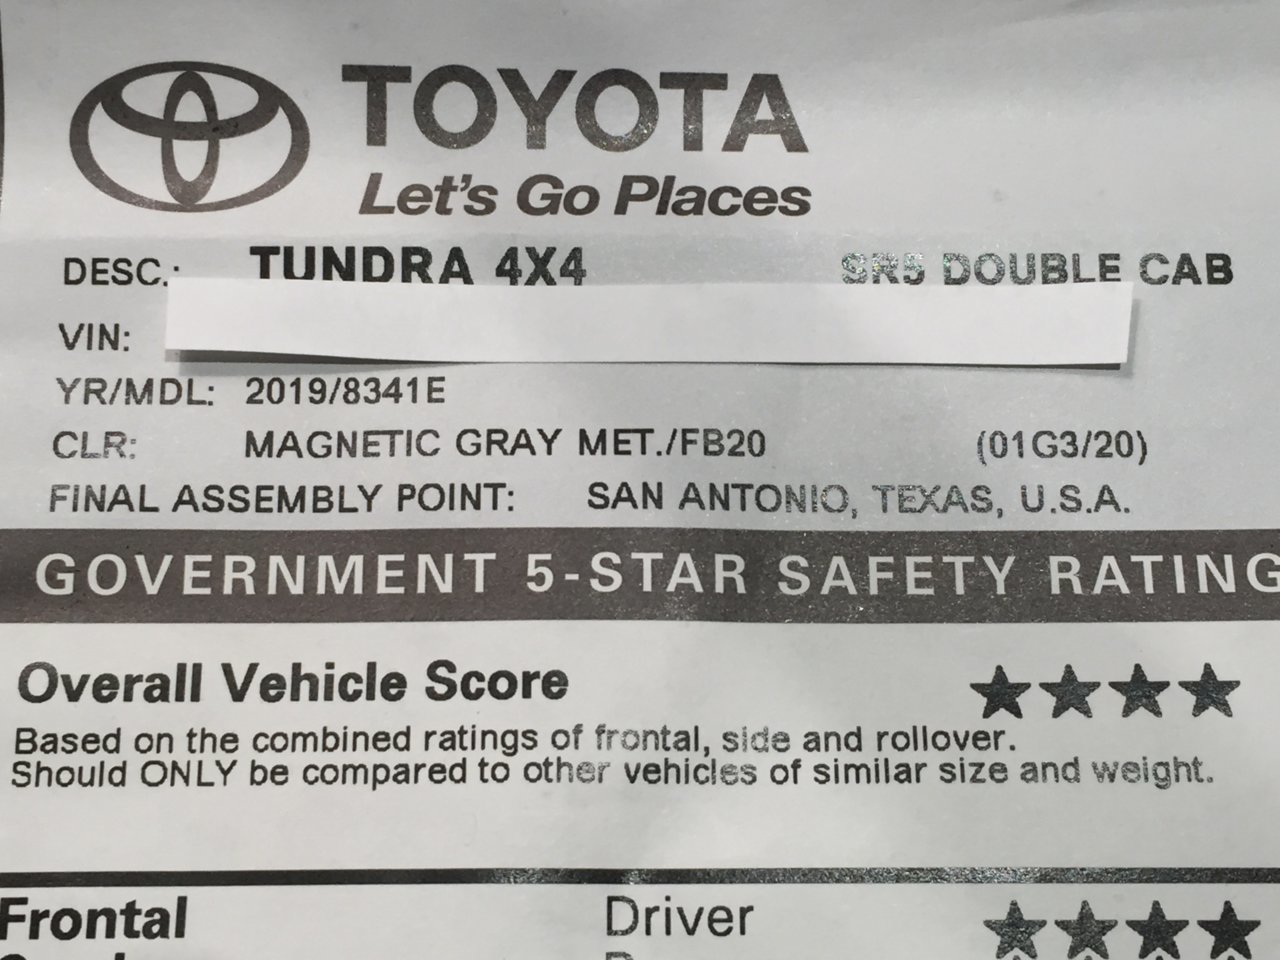 TOYOTA
Let's Go Places
DESC.: TUNDRA 4X4 SR5 DOUBLE CAB
VIN:
YR/MDL: 2019/8341E
CLR: MAGNETIC GRAY MET./FB20 (01G3/20)
FINAL ASSEMBLY POINT: SAN ANTONIO, TEXAS, U.S.A.
GOVERNMENT 5-STAR SAFETY RATING
Overall Vehicle Score ★★★★
Based on the combined ratings of frontal, side and rollover.
Should ONLY be compared to other vehicles of similar size and weight.
Frontal Driver ★★★★